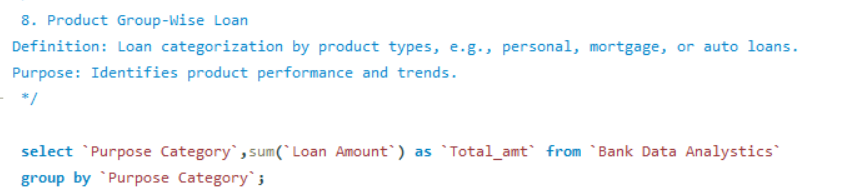 8. Product Group-Wise Loan
Definition: Loan categorization by product types, e.g., personal, mortgage, or auto loans.
Purpose: Identifies product performance and trends.
*/
select `Purpose Category`,sum(`Loan Amount`) as `Total_amt` from `Bank Data Analystics`
group by `Purpose Category`;